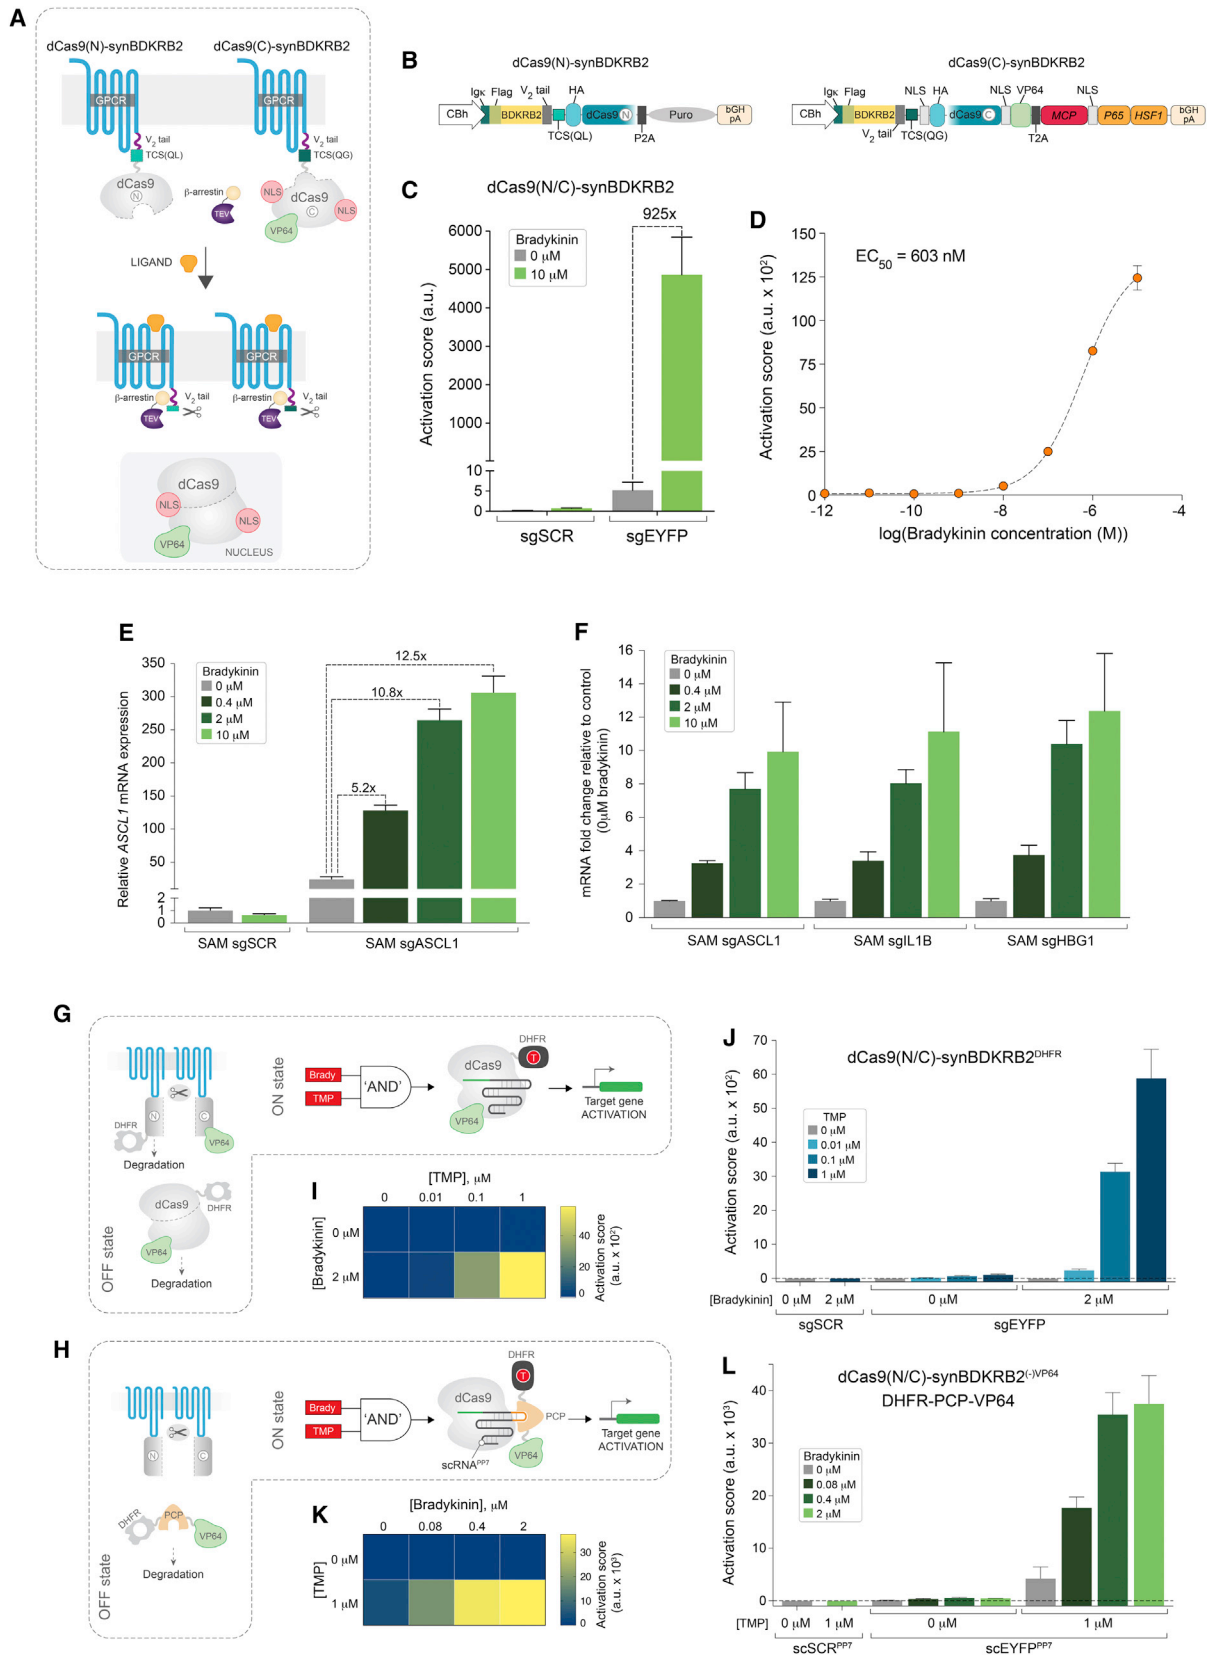 A
dCas9(N)-synBDKRB2 dCas9(C)-synBDKRB2
GPCR GPCR
V2 tail V2 tail
TCS(QL) TCS(QG)
dCas9 N
β-arrestin
TEV
NLS dCas9 C NLS
VP64
LIGAND
GPCR GPCR
β-arrestin V2 tail β-arrestin V2 tail
TEV TEV
dCas9
NLS
NLS
VP64
NUCLEUS
B
dCas9(N)-synBDKRB2
Igκ Flag V2 tail HA
CBh BDKRB2 dCas9 N Puro bGH pA
TCS(QL) P2A
dCas9(C)-synBDKRB2
Igκ Flag NLS HA NLS VP64 NLS
CBh BDKRB2 dCas9 C MCP P65 HSF1 bGH pA
V2 tail TCS(QG) T2A
C
dCas9(N/C)-synBDKRB2
925x
Bradykinin
0 μM
10 μM
Activation score (a.u.)
6000
5000
4000
3000
2000
1000
10
5
0
sgSCR sgEYFP
D
EC50 = 603 nM
Activation score (a.u. x 10²)
150
125
100
75
50
25
0
-12 -10 -8 -6 -4
log(Bradykinin concentration (M))
E
Relative ASCL1 mRNA expression
350
300
250
200
150
100
50
2
1
0
Bradykinin
0 μM
0.4 μM
2 μM
10 μM
12.5x
10.8x
5.2x
SAM sgSCR SAM sgASCL1
F
mRNA fold change relative to control
(0μM bradykinin)
16
14
12
10
8
6
4
2
0
Bradykinin
0 μM
0.4 μM
2 μM
10 μM
SAM sgASCL1 SAM sgIL1B SAM sgHBG1
G
OFF state
N C
DHFR
VP64
Degradation
dCas9
DHFR
VP64
Degradation
ON state
Brady
TMP
'AND'
DHFR
T
dCas9
VP64
Target gene
ACTIVATION
I
[TMP], μM
0 0.01 0.1 1
[Bradykinin]
0 μM
2 μM
40
20
0
Activation score
(a.u. x 10²)
J
dCas9(N/C)-synBDKRB2DHFR
Activation score (a.u. x 10²)
70
60
50
40
30
20
10
0
TMP
0 μM
0.01 μM
0.1 μM
1 μM
[Bradykinin] 0 μM 2 μM 0 μM 2 μM
sgSCR sgEYFP
H
OFF state
N C
DHFR PCP VP64
Degradation
ON state
Brady
TMP
'AND'
DHFR
T
dCas9
PCP
VP64
scRNAPP7
Target gene
ACTIVATION
K
[Bradykinin], μM
0 0.08 0.4 2
[TMP]
0 μM
1 μM
30
20
10
0
Activation score
(a.u. x 10³)
L
dCas9(N/C)-synBDKRB2(-)VP64
DHFR-PCP-VP64
Activation score (a.u. x 10³)
40
30
20
10
0
Bradykinin
0 μM
0.08 μM
0.4 μM
2 μM
[TMP] 0 μM 1 μM 0 μM 1 μM
scSCRPP7 scEYFPPP7